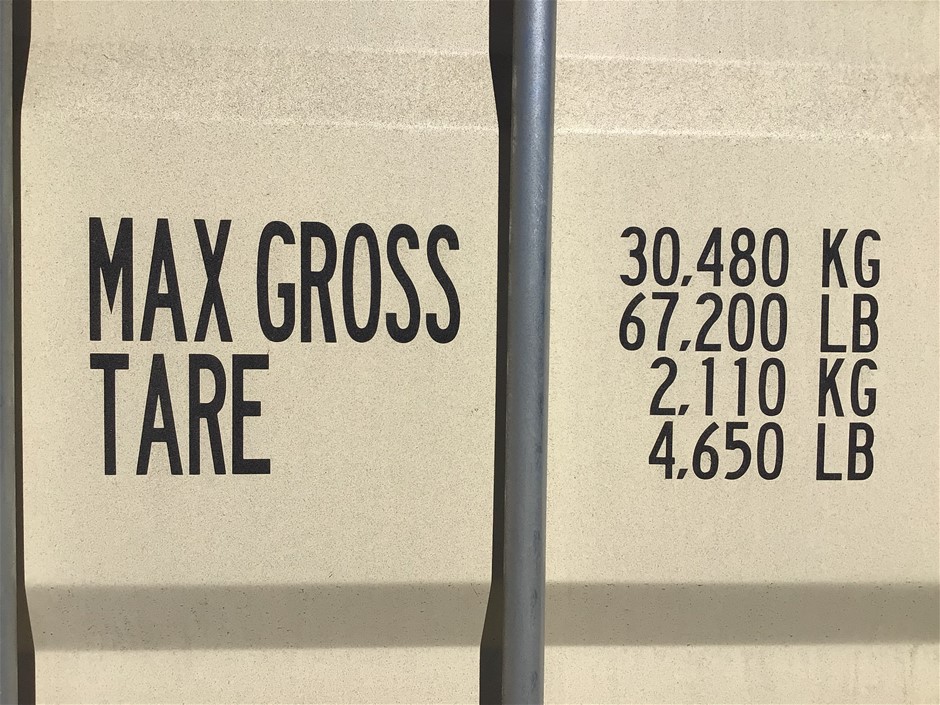 MAX GROSS 30,480 KG
67,200 LB
TARE 2,110 KG
4,650 LB